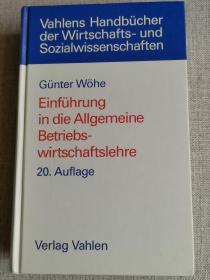 Vahlens Handbücher
der Wirtschafts- und
Sozialwissenschaften
Günter Wöhe
Einführung
in die Allgemeine
Betriebs-
wirtschaftslehre
20. Auflage
Verlag Vahlen